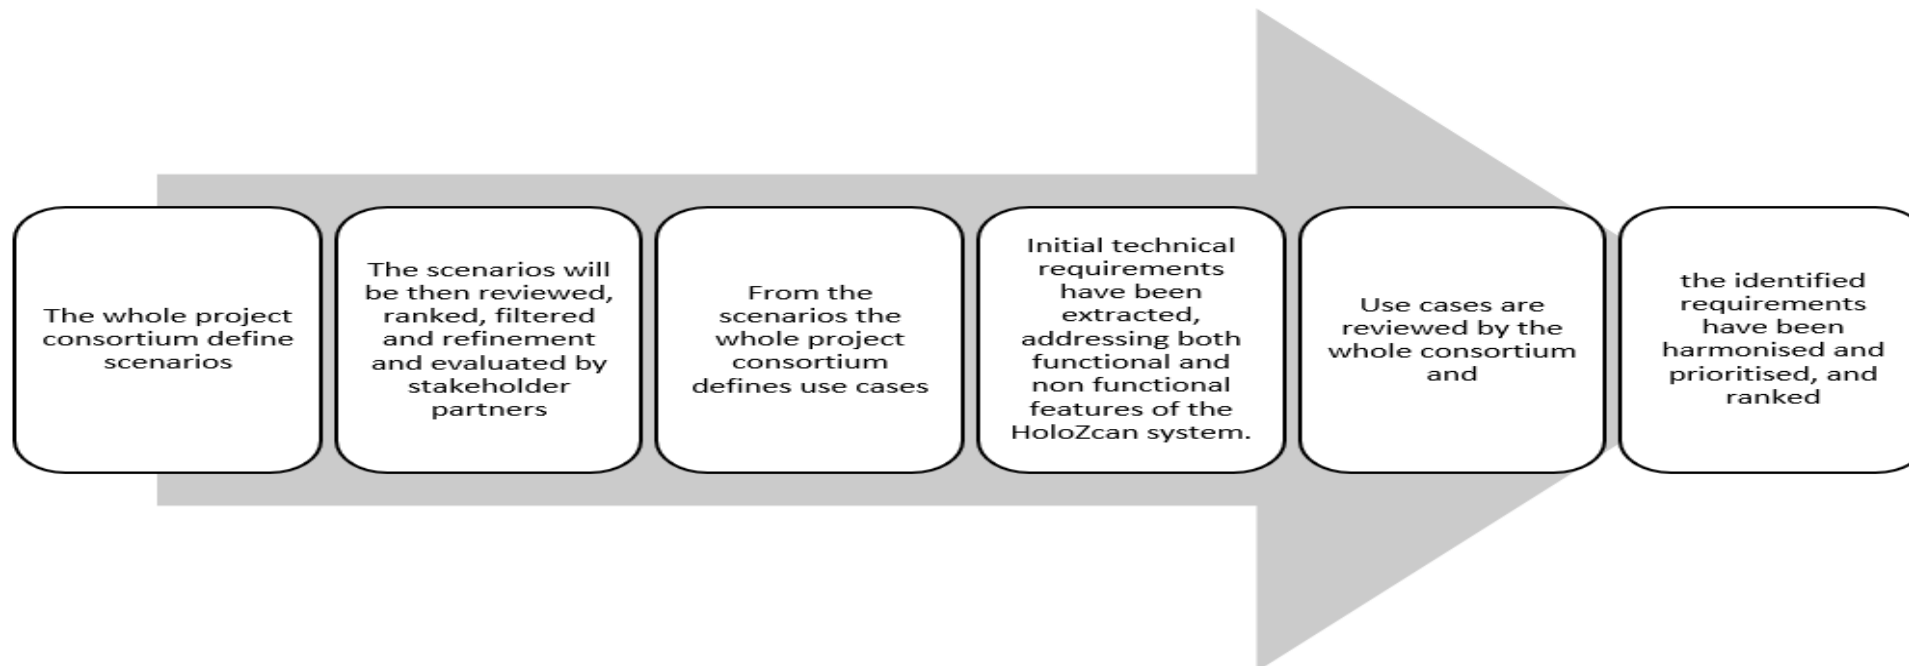 The whole project
consortium define
scenarios
The scenarios will
be then reviewed,
ranked, filtered
and refinement
and evaluated by
stakeholder
partners
From the
scenarios the
whole project
consortium
defines use cases
Initial technical
requirements
have been
extracted,
addressing both
functional and
non functional
features of the
HoloZcan system.
Use cases are
reviewed by the
whole consortium
and
the identified
requirements
have been
harmonised and
prioritised, and
ranked